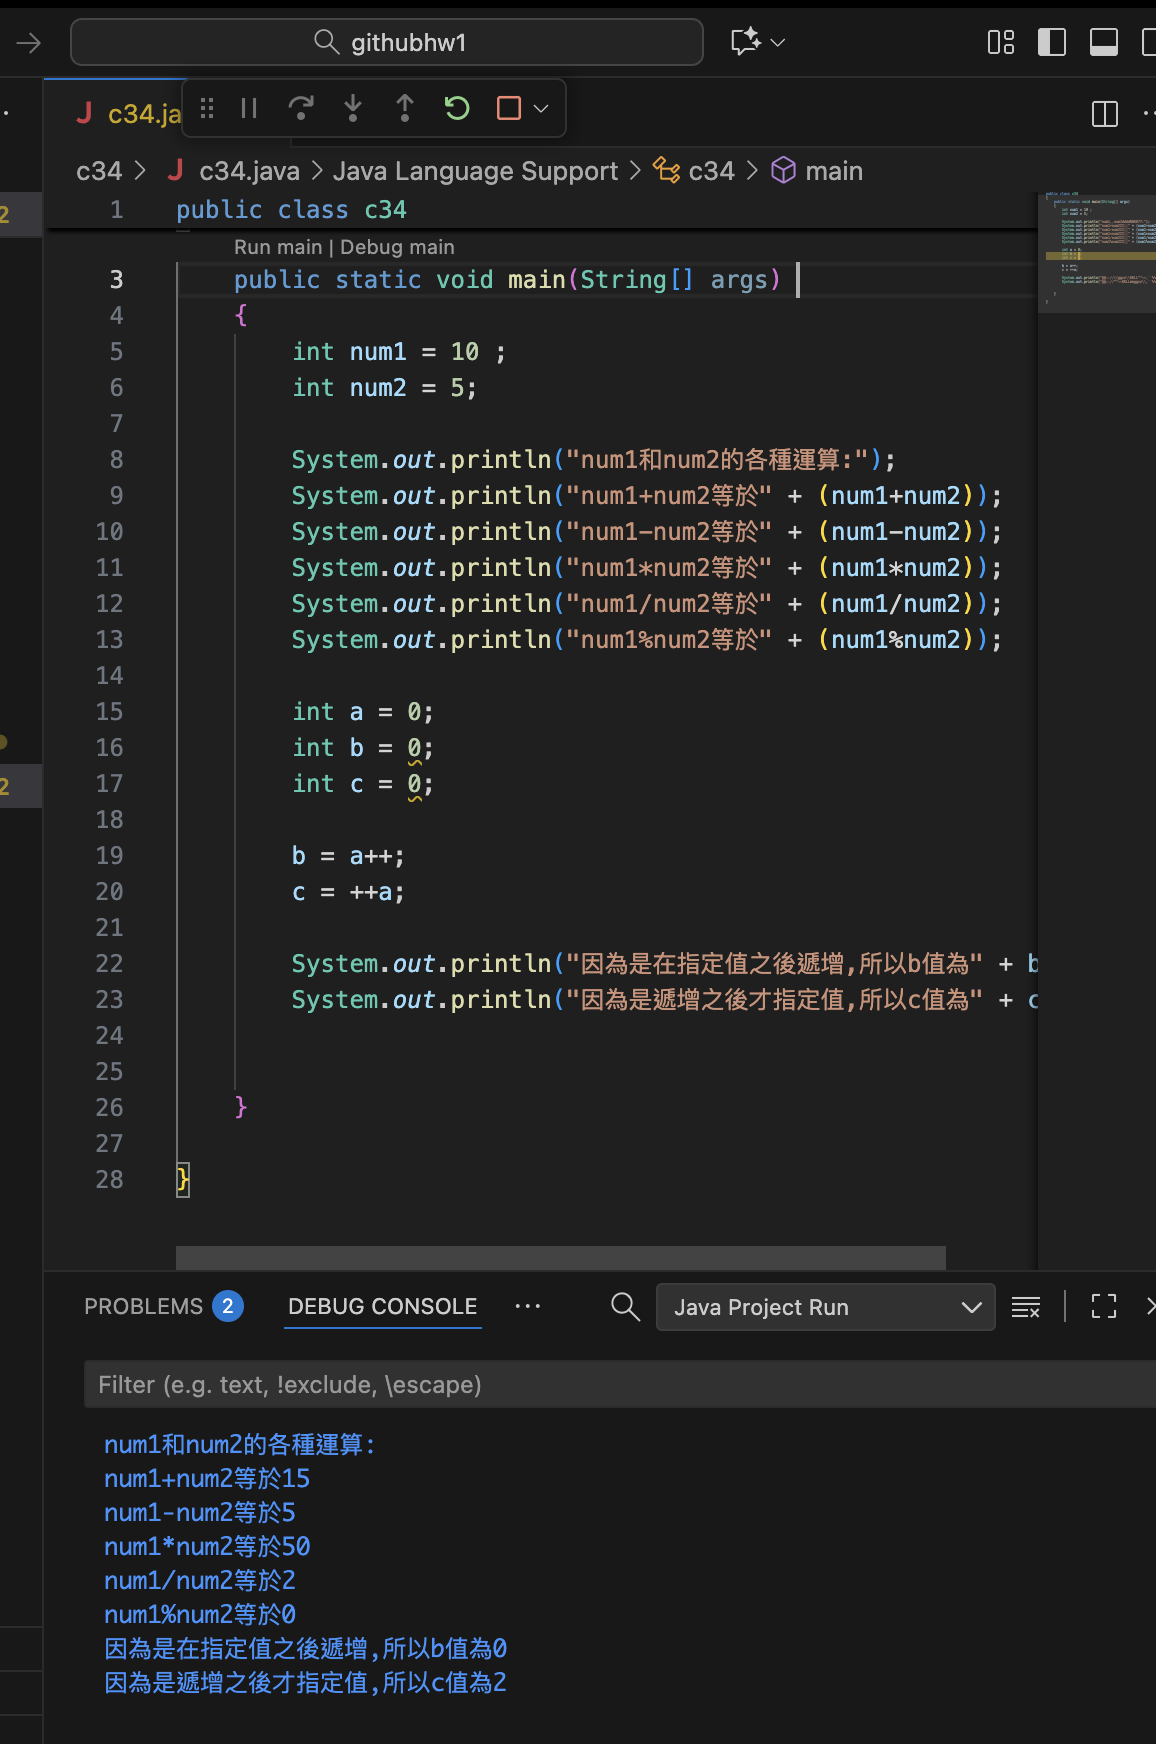 githubhw1
c34.ja
c34 > c34.java > Java Language Support > c34 > main
1 public class c34
Run main | Debug main
3 public static void main(String[] args)
4 {
5 int num1 = 10 ;
6 int num2 = 5;
7
8 System.out.println("num1和num2的各種運算:");
9 System.out.println("num1+num2等於" + (num1+num2));
10 System.out.println("num1-num2等於" + (num1-num2));
11 System.out.println("num1*num2等於" + (num1*num2));
12 System.out.println("num1/num2等於" + (num1/num2));
13 System.out.println("num1%num2等於" + (num1%num2));
14
15 int a = 0;
2
16 int b = 0;
2
17 int c = 0;
18
19 b = a++;
20 c = ++a;
21
22 System.out.println("因為是在指定值之後遞增,所以b值為" + b
23 System.out.println("因為是遞增之後才指定值,所以c值為" + c
24
25
26 }
27
28 }
PROBLEMS 2 DEBUG CONSOLE ··· Java Project Run
Filter (e.g. text, !exclude, \escape)
num1和num2的各種運算:
num1+num2等於15
num1-num2等於5
num1*num2等於50
num1/num2等於2
num1%num2等於0
因為是在指定值之後遞增,所以b值為0
因為是遞增之後才指定值,所以c值為2